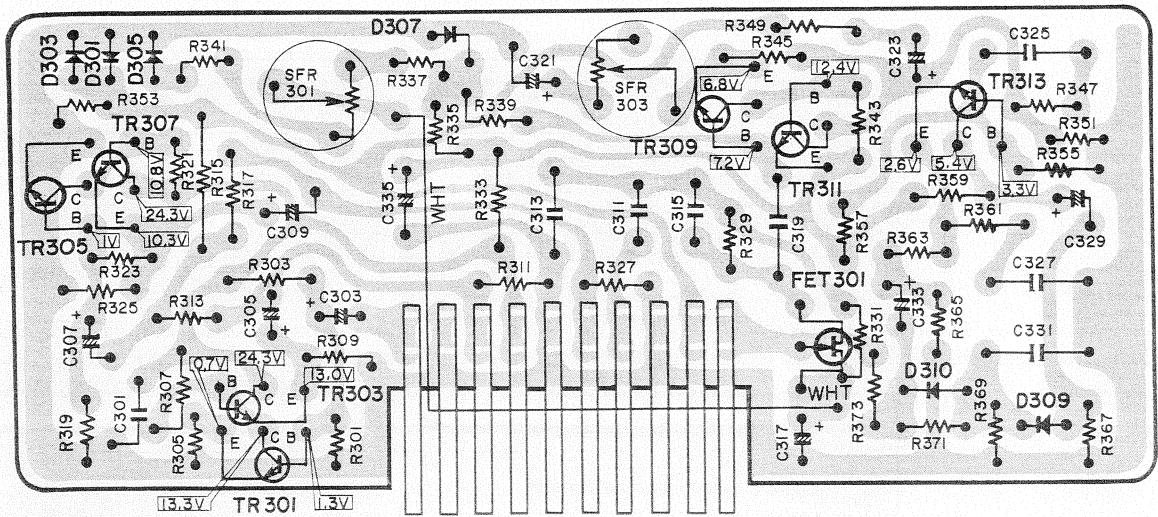 D303
D301
D305
R341
SFR 301
D307
R337
C321
SFR 303
R349
R345
6.8V
E
12.4V
C323
C325
TR313
R347
R351
R355
R353
TR307
R339
R335
C
B
TR309
7.2V
B
C
E
TR311
R343
E
C
B
2.6V
5.4V
3.3V
E
B
10.8V
R321
R315
R317
C
24.3V
B
E
TR305
1V
10.3V
C309
C335
WHT
R333
C313
C311
C315
R329
C319
R357
R359
R361
R363
C329
R323
R325
R303
R311
R327
FET301
C327
C307
R313
C305
C303
R309
R331
C333
R365
C331
0.7V
24.3V
13.0V
TR303
B
C
E
R319
C301
R307
R305
E
C
B
R301
WHT
C317
R373
D310
R371
R369
D309
R367
13.3V
TR301
1.3V